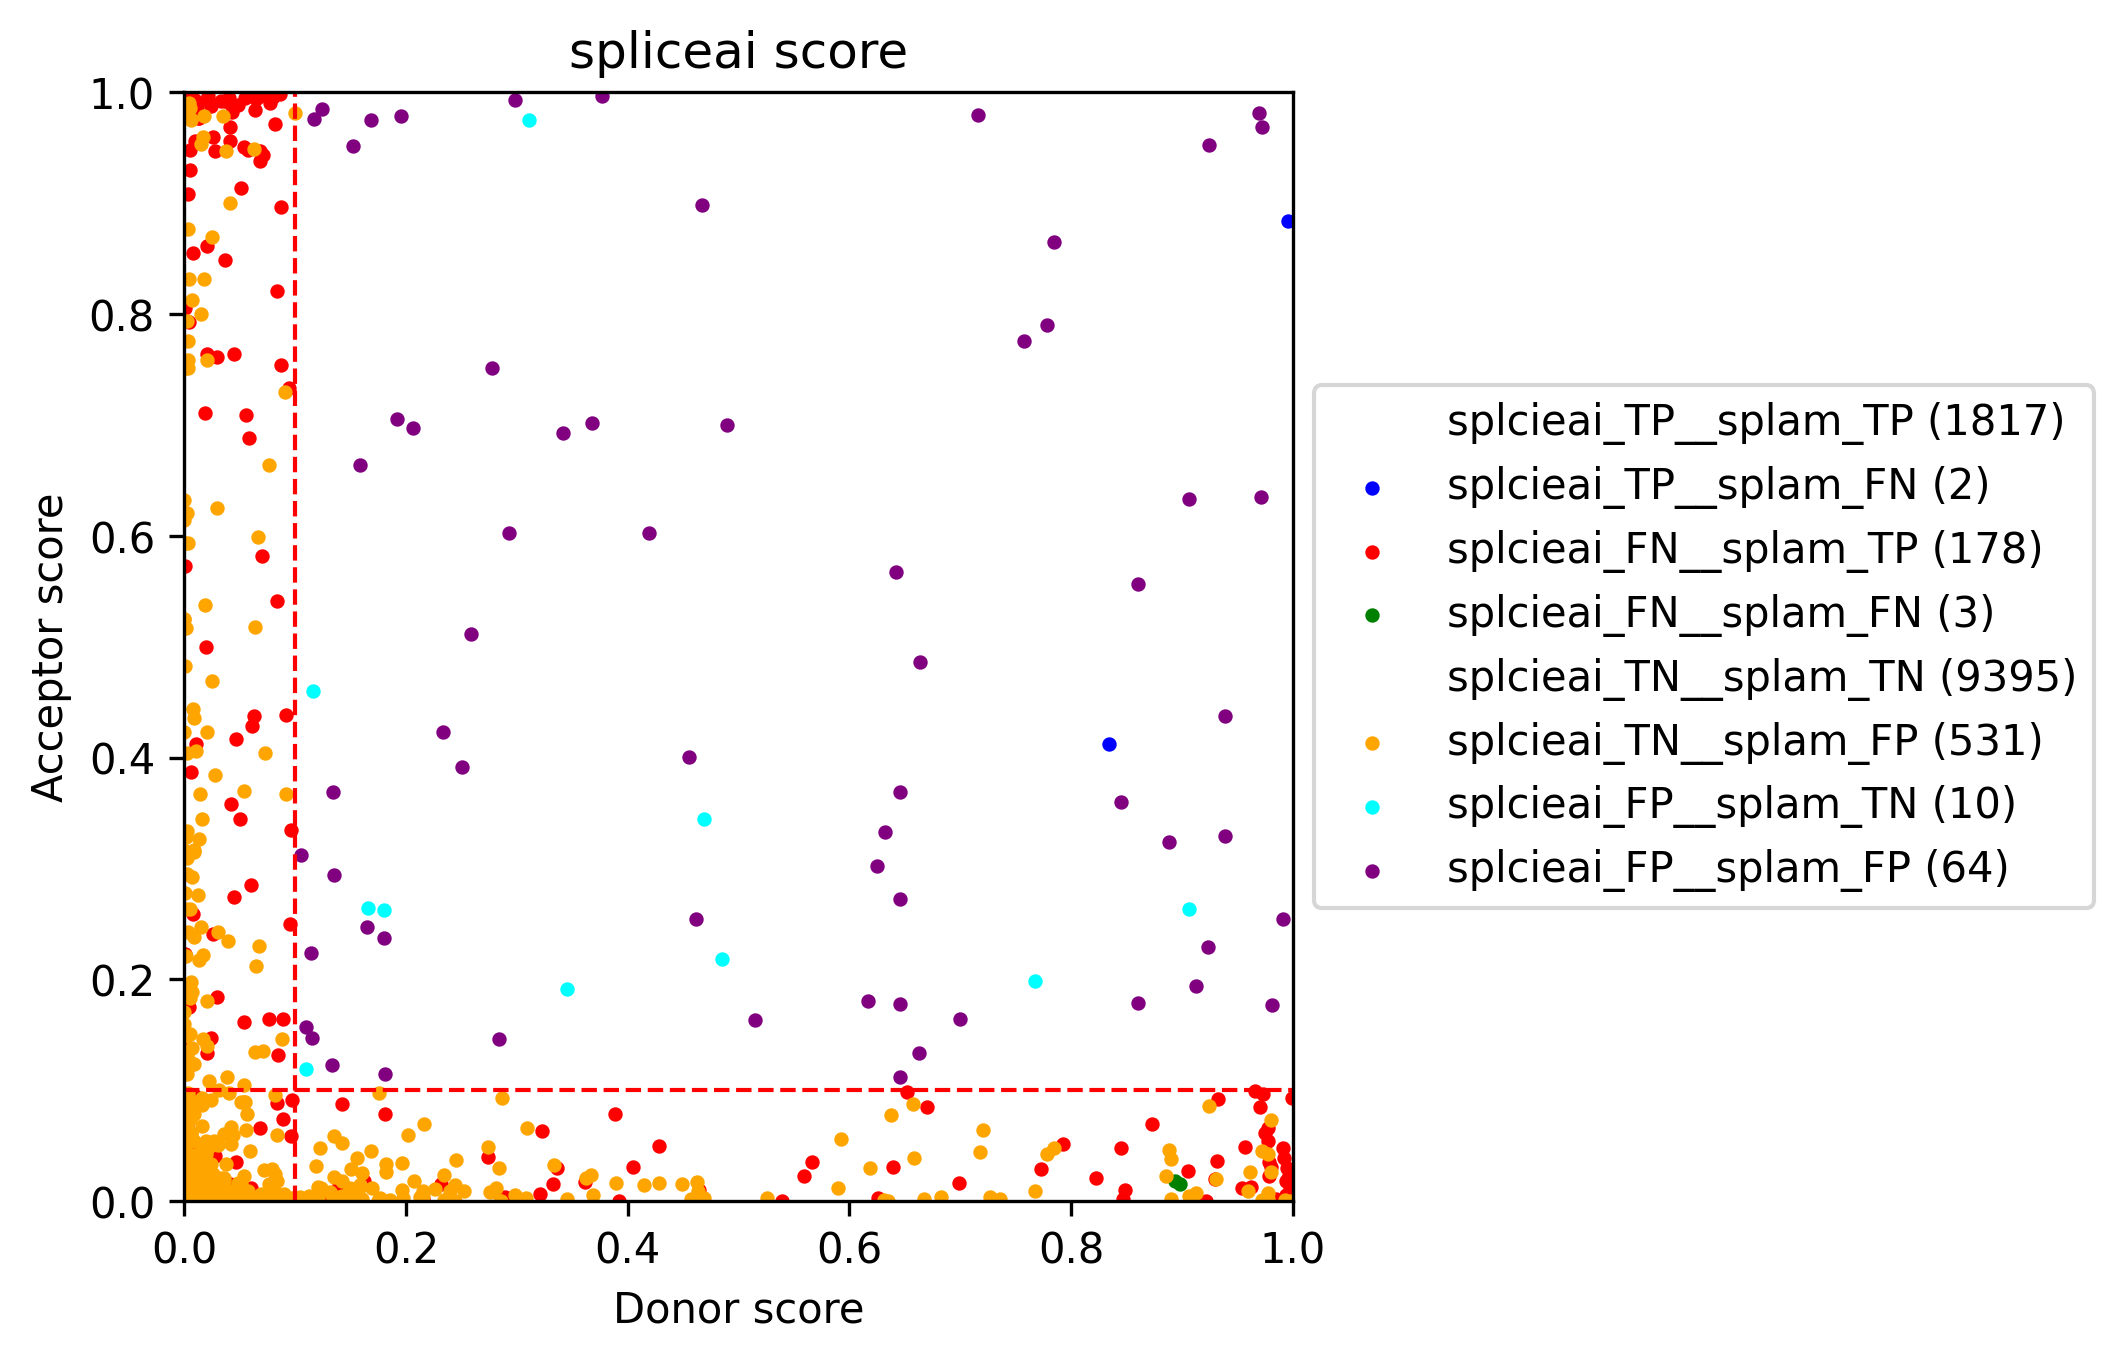 spliceai score
1.0
0.8
0.6
0.4
0.2
0.0
Acceptor score
0.0 0.2 0.4 0.6 0.8 1.0
Donor score
splcieai_TP__splam_TP (1817)
splcieai_TP__splam_FN (2)
splcieai_FN__splam_TP (178)
splcieai_FN__splam_FN (3)
splcieai_TN__splam_TN (9395)
splcieai_TN__splam_FP (531)
splcieai_FP__splam_TN (10)
splcieai_FP__splam_FP (64)